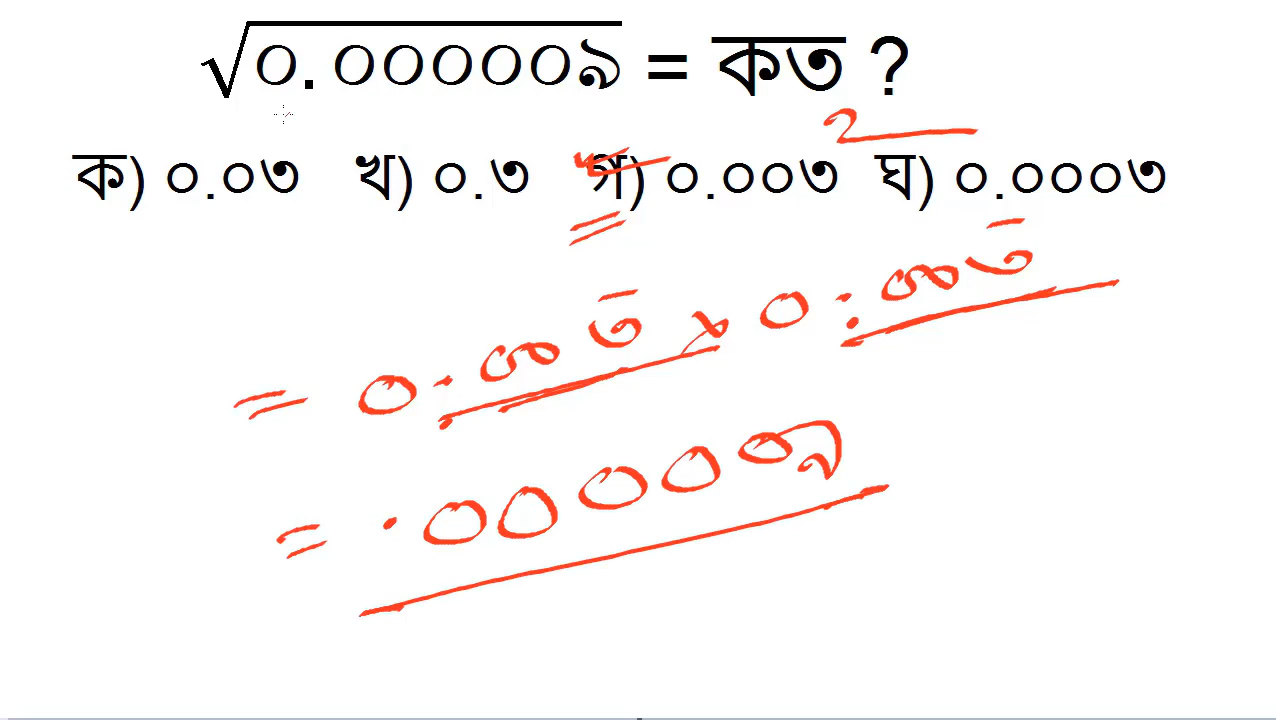 √০.০০০০০৯ = কত ?
ক) ০.০৩ খ) ০.৩ গ) ০.০০৩ ঘ) ০.০০০৩
= ০.০০৩ × ০.০০৩
= .০০০০০৯